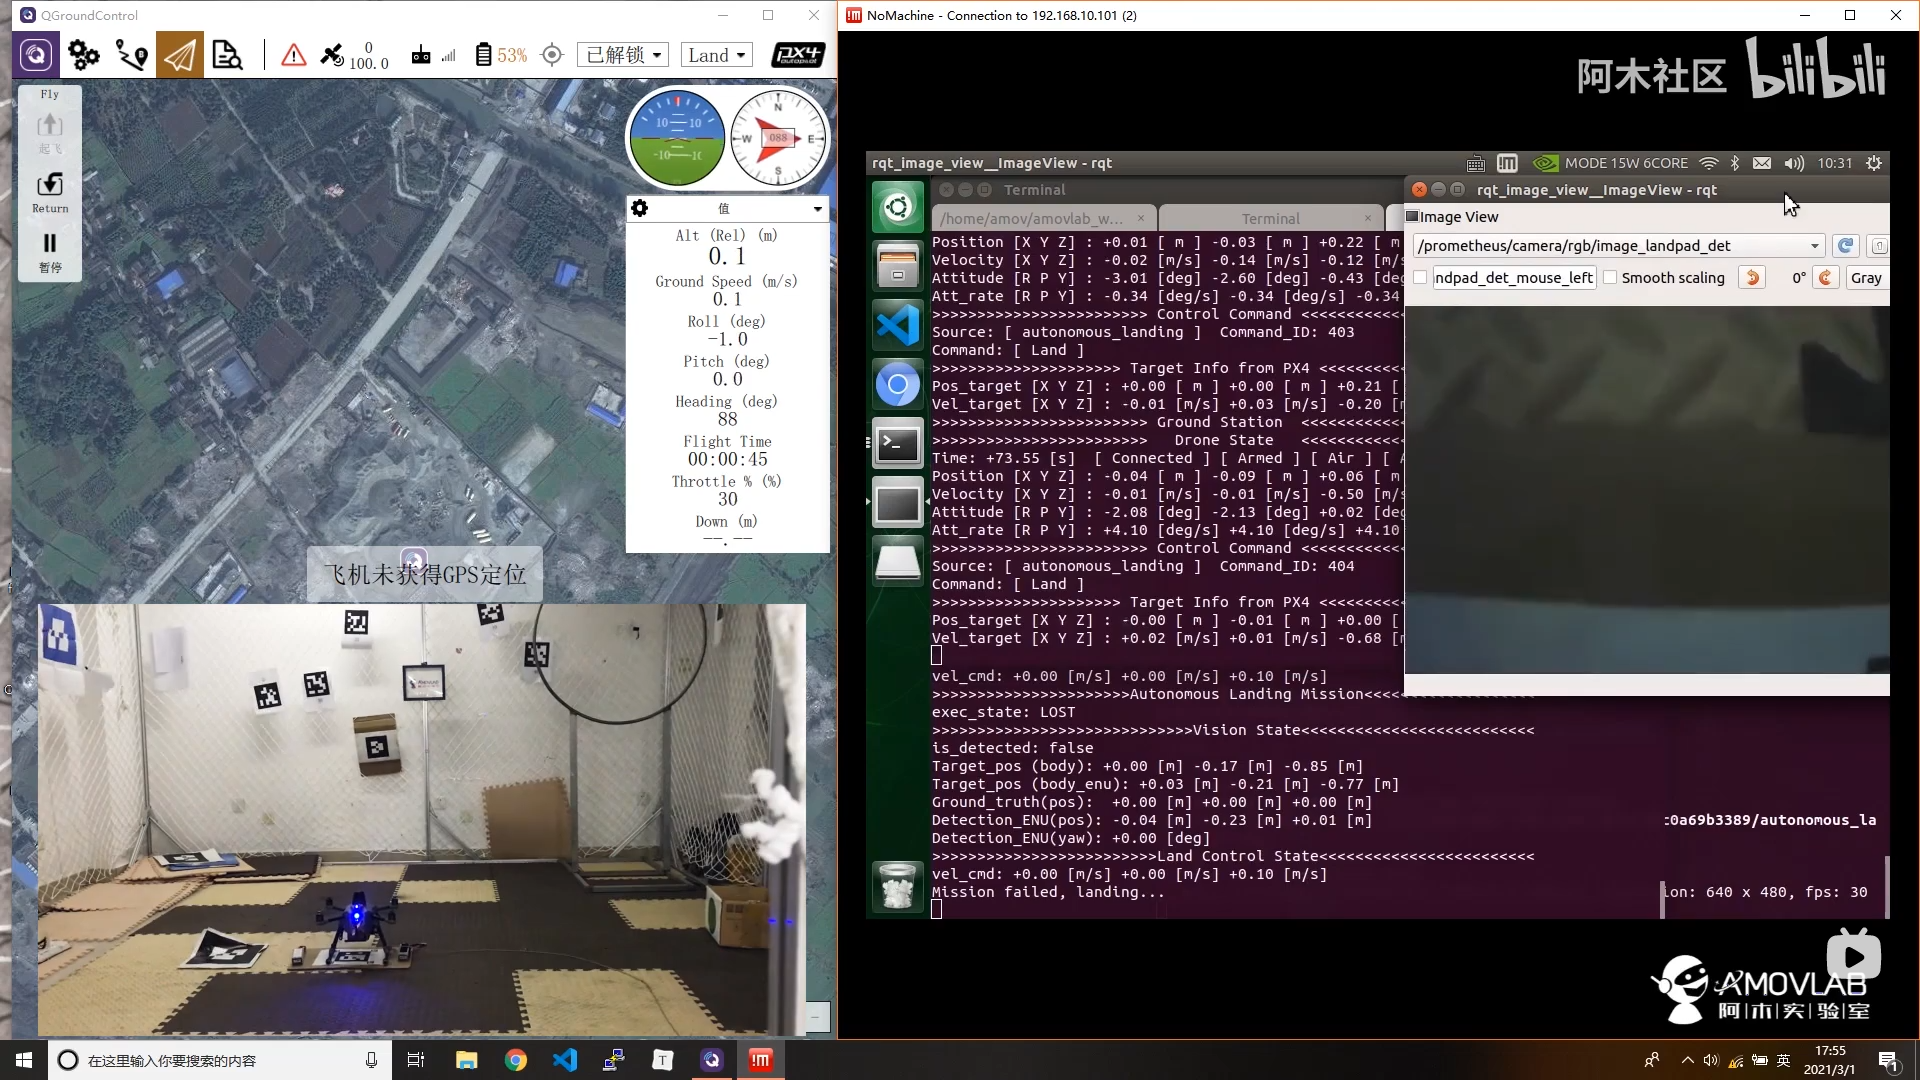 QGroundControl
0
100.0
53%
已解锁
Land
PX4
autopilot
Fly
起飞
Return
暂停
10 10
-10 10
N
W 088 E
S
值
Alt (Rel) (m)
0.1
Ground Speed (m/s)
0.1
Roll (deg)
-1.0
Pitch (deg)
0.0
Heading (deg)
88
Flight Time
00:00:45
Throttle % (%)
30
Down (m)
--.--
飞机未获得GPS定位
NoMachine - Connection to 192.168.10.101 (2)
阿木社区 bilibili
rqt_image_view__ImageView - rqt
MODE 15W 6CORE
10:31
Terminal
/home/amov/amovlab_w...
Terminal
Position [X Y Z] : +0.01 [ m ] -0.03 [ m ] +0.22 [ m
Velocity [X Y Z] : -0.02 [m/s] -0.14 [m/s] -0.12 [m/s
Attitude [R P Y] : -3.01 [deg] -2.60 [deg] -0.43 [deg
Att_rate [R P Y] : -0.34 [deg/s] -0.34 [deg/s] -0.34
>>>>>>>>>>>>>>>>>>>>>>>> Control Command <<<<<<<<<<<<
Source: [ autonomous_landing ]  Command_ID: 403
Command: [ Land ]
>>>>>>>>>>>>>>>>>>>>> Target Info from PX4 <<<<<<<<<<
Pos_target [X Y Z] : +0.00 [ m ] +0.00 [ m ] +0.21 [
Vel_target [X Y Z] : -0.01 [m/s] +0.03 [m/s] -0.20 [m
>>>>>>>>>>>>>>>>>>>>>>>> Ground Station  <<<<<<<<<<<<
>>>>>>>>>>>>>>>>>>>>>>>>   Drone State   <<<<<<<<<<<<
Time: +73.55 [s]  [ Connected ] [ Armed ] [ Air ] [ A
Position [X Y Z] : -0.04 [ m ] -0.09 [ m ] +0.06 [ m
Velocity [X Y Z] : -0.01 [m/s] -0.01 [m/s] -0.50 [m/s
Attitude [R P Y] : -2.08 [deg] -2.13 [deg] +0.02 [deg
Att_rate [R P Y] : +4.10 [deg/s] +4.10 [deg/s] +4.10
>>>>>>>>>>>>>>>>>>>>>>>> Control Command <<<<<<<<<<<<
Source: [ autonomous_landing ]  Command_ID: 404
Command: [ Land ]
>>>>>>>>>>>>>>>>>>>>> Target Info from PX4 <<<<<<<<<<
Pos_target [X Y Z] : -0.00 [ m ] -0.01 [ m ] +0.00 [
Vel_target [X Y Z] : +0.02 [m/s] +0.01 [m/s] -0.68 [m
vel_cmd: +0.00 [m/s] +0.00 [m/s] +0.10 [m/s]
>>>>>>>>>>>>>>>>>>>>>>Autonomous Landing Mission<<<<<<<<<<<<<<<<<<<
exec_state: LOST
>>>>>>>>>>>>>>>>>>>>>>>>>>>>>Vision State<<<<<<<<<<<<<<<<<<<<<<<<<<
is_detected: false
Target_pos (body): +0.00 [m] -0.17 [m] -0.85 [m]
Target_pos (body_enu): +0.03 [m] -0.21 [m] -0.77 [m]
Ground_truth(pos):  +0.00 [m] +0.00 [m] +0.00 [m]
Detection_ENU(pos): -0.04 [m] -0.23 [m] +0.01 [m]
Detection_ENU(yaw): +0.00 [deg]
>>>>>>>>>>>>>>>>>>>>>>>>>Land Control State<<<<<<<<<<<<<<<<<<<<<<<<
vel_cmd: +0.00 [m/s] +0.00 [m/s] +0.10 [m/s]
Mission failed, landing...
rqt_image_view__ImageView - rqt
Image View
/prometheus/camera/rgb/image_landpad_det
ndpad_det_mouse_left
Smooth scaling
0°
Gray
c0a69b3389/autonomous_la
ion: 640 x 480, fps: 30
AMOVLAB
阿木实验室
在这里输入你要搜索的内容
英
17:55
2021/3/1
1